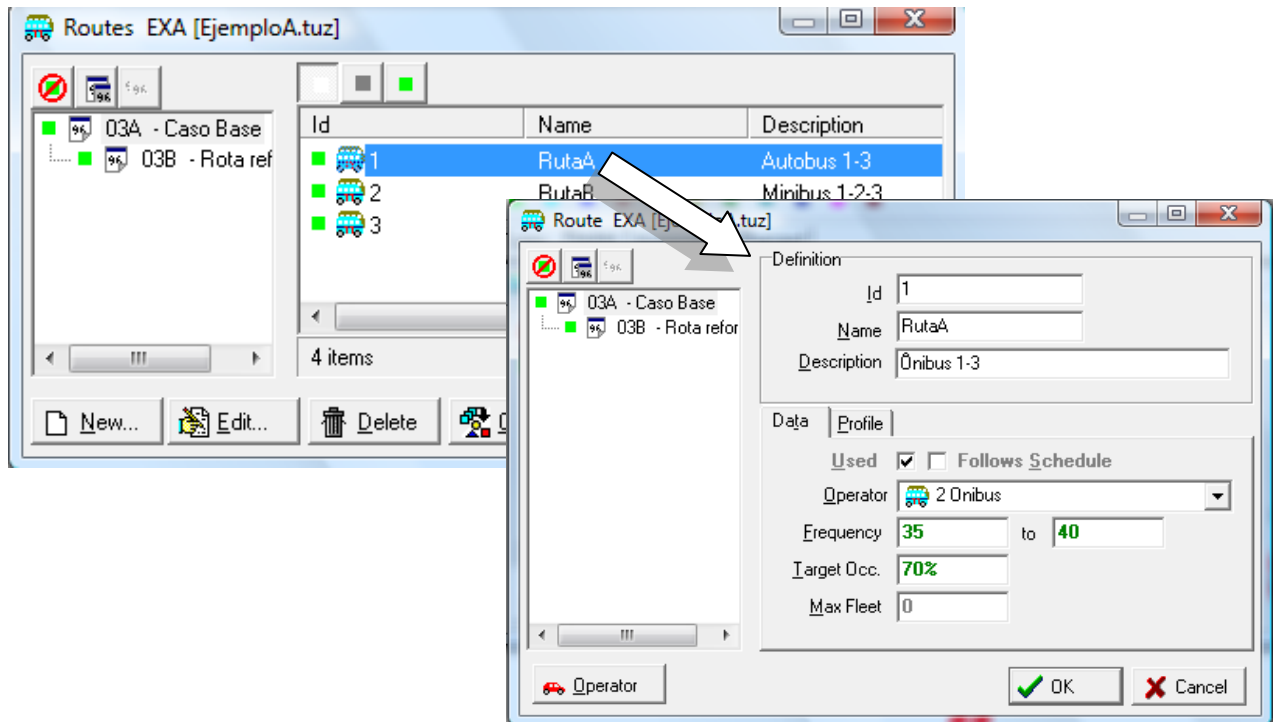 Routes EXA [EjemploA.tuz]
03A - Caso Base
03B - Rota ref
Id Name Description
1 RutaA Autobus 1-3
2 RutaB Minibus 1-2-3
3
4 items
New... Edit... Delete
Route EXA [Ej .tuz]
03A - Caso Base
03B - Rota refor
Definition
Id 1
Name RutaA
Description Ônibus 1-3
Data Profile
Used Follows Schedule
Operator 2 Onibus
Frequency 35 to 40
Target Occ. 70%
Max Fleet 0
Operator
OK Cancel